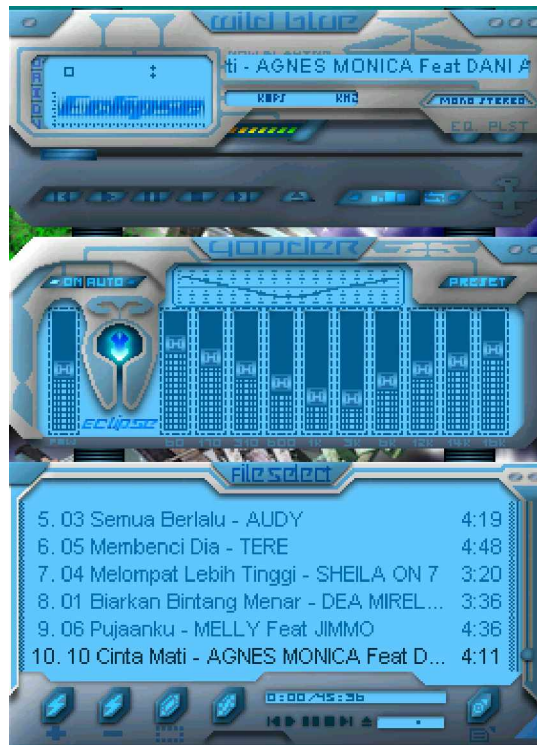 wild blue
NOW PLAYING
ti - AGNES MONICA Feat DANI A
KBPS KHZ
MONO STEREO
Eclipse
EQ. PLST
yonder
ON AUTO
PRESET
eclipse
60 170 310 600 1K 3K 6K 12K 14K 16K
File select
5. 03 Semua Berlalu - AUDY 4:19
6. 05 Membenci Dia - TERE 4:48
7. 04 Melompat Lebih Tinggi - SHEILA ON 7 3:20
8. 01 Biarkan Bintang Menar - DEA MIREL... 3:36
9. 06 Pujaanku - MELLY Feat JIMMO 4:36
10. 10 Cinta Mati - AGNES MONICA Feat D... 4:11
0:00/45:36